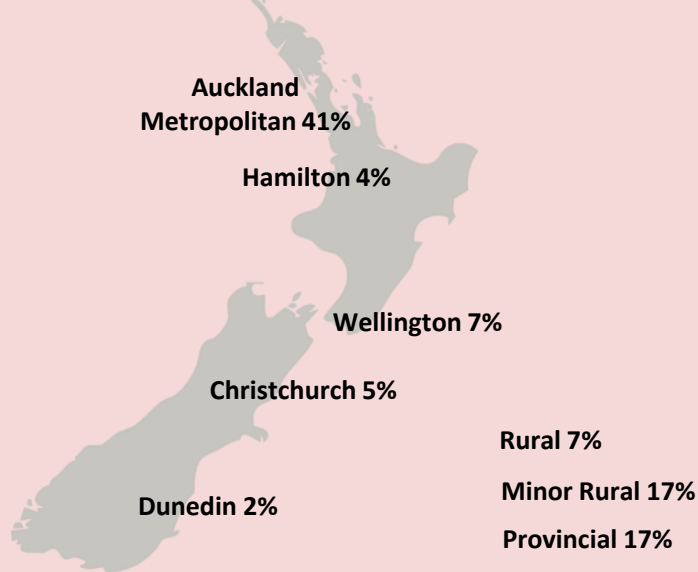 Auckland
Metropolitan 41%
Hamilton 4%
Wellington 7%
Christchurch 5%
Rural 7%
Minor Rural 17%
Dunedin 2%
Provincial 17%